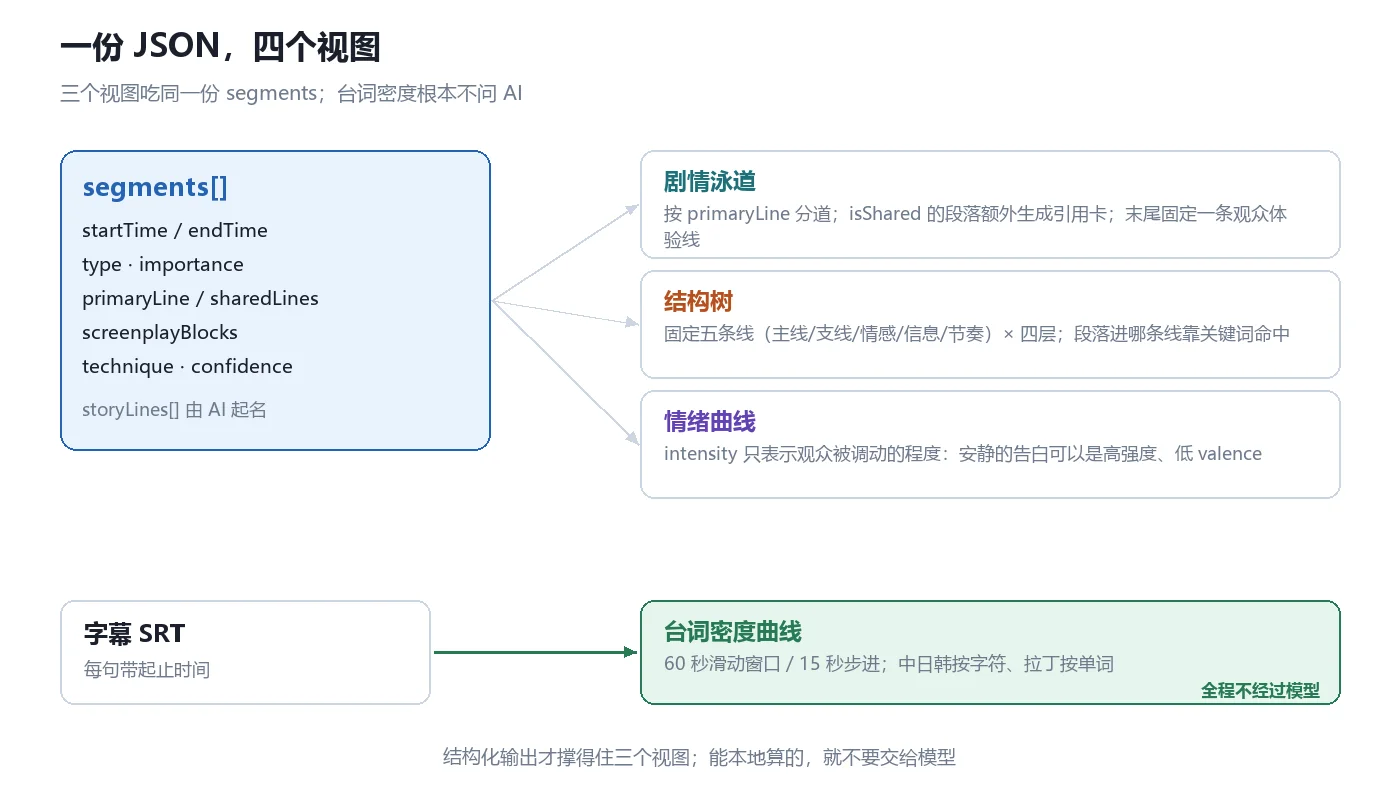 一份 JSON，四个视图
三个视图吃同一份 segments；台词密度根本不问 AI
segments[]
startTime / endTime
type · importance
primaryLine / sharedLines
screenplayBlocks
technique · confidence
storyLines[] 由 AI 起名
剧情泳道
按 primaryLine 分道；isShared 的段落额外生成引用卡；末尾固定一条观众体
验线
结构树
固定五条线（主线/支线/情感/信息/节奏）× 四层；段落进哪条线靠关键词命中
情绪曲线
intensity 只表示观众被调动的程度：安静的告白可以是高强度、低 valence
字幕 SRT
每句带起止时间
台词密度曲线
60 秒滑动窗口 / 15 秒步进；中日韩按字符、拉丁按单词
全程不经过模型
结构化输出才撑得住三个视图；能本地算的，就不要交给模型